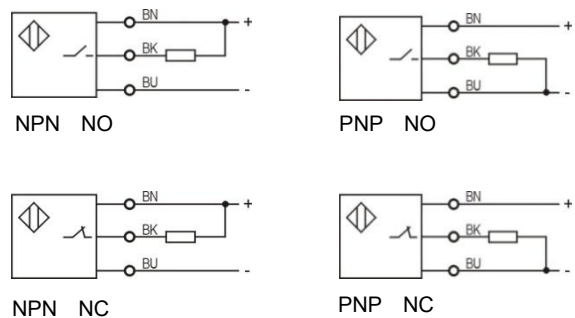 BN +
BK
BU -
NPN NO
BN +
BK
BU -
PNP NO
BN +
BK
BU -
NPN NC
BN +
BK
BU -
PNP NC